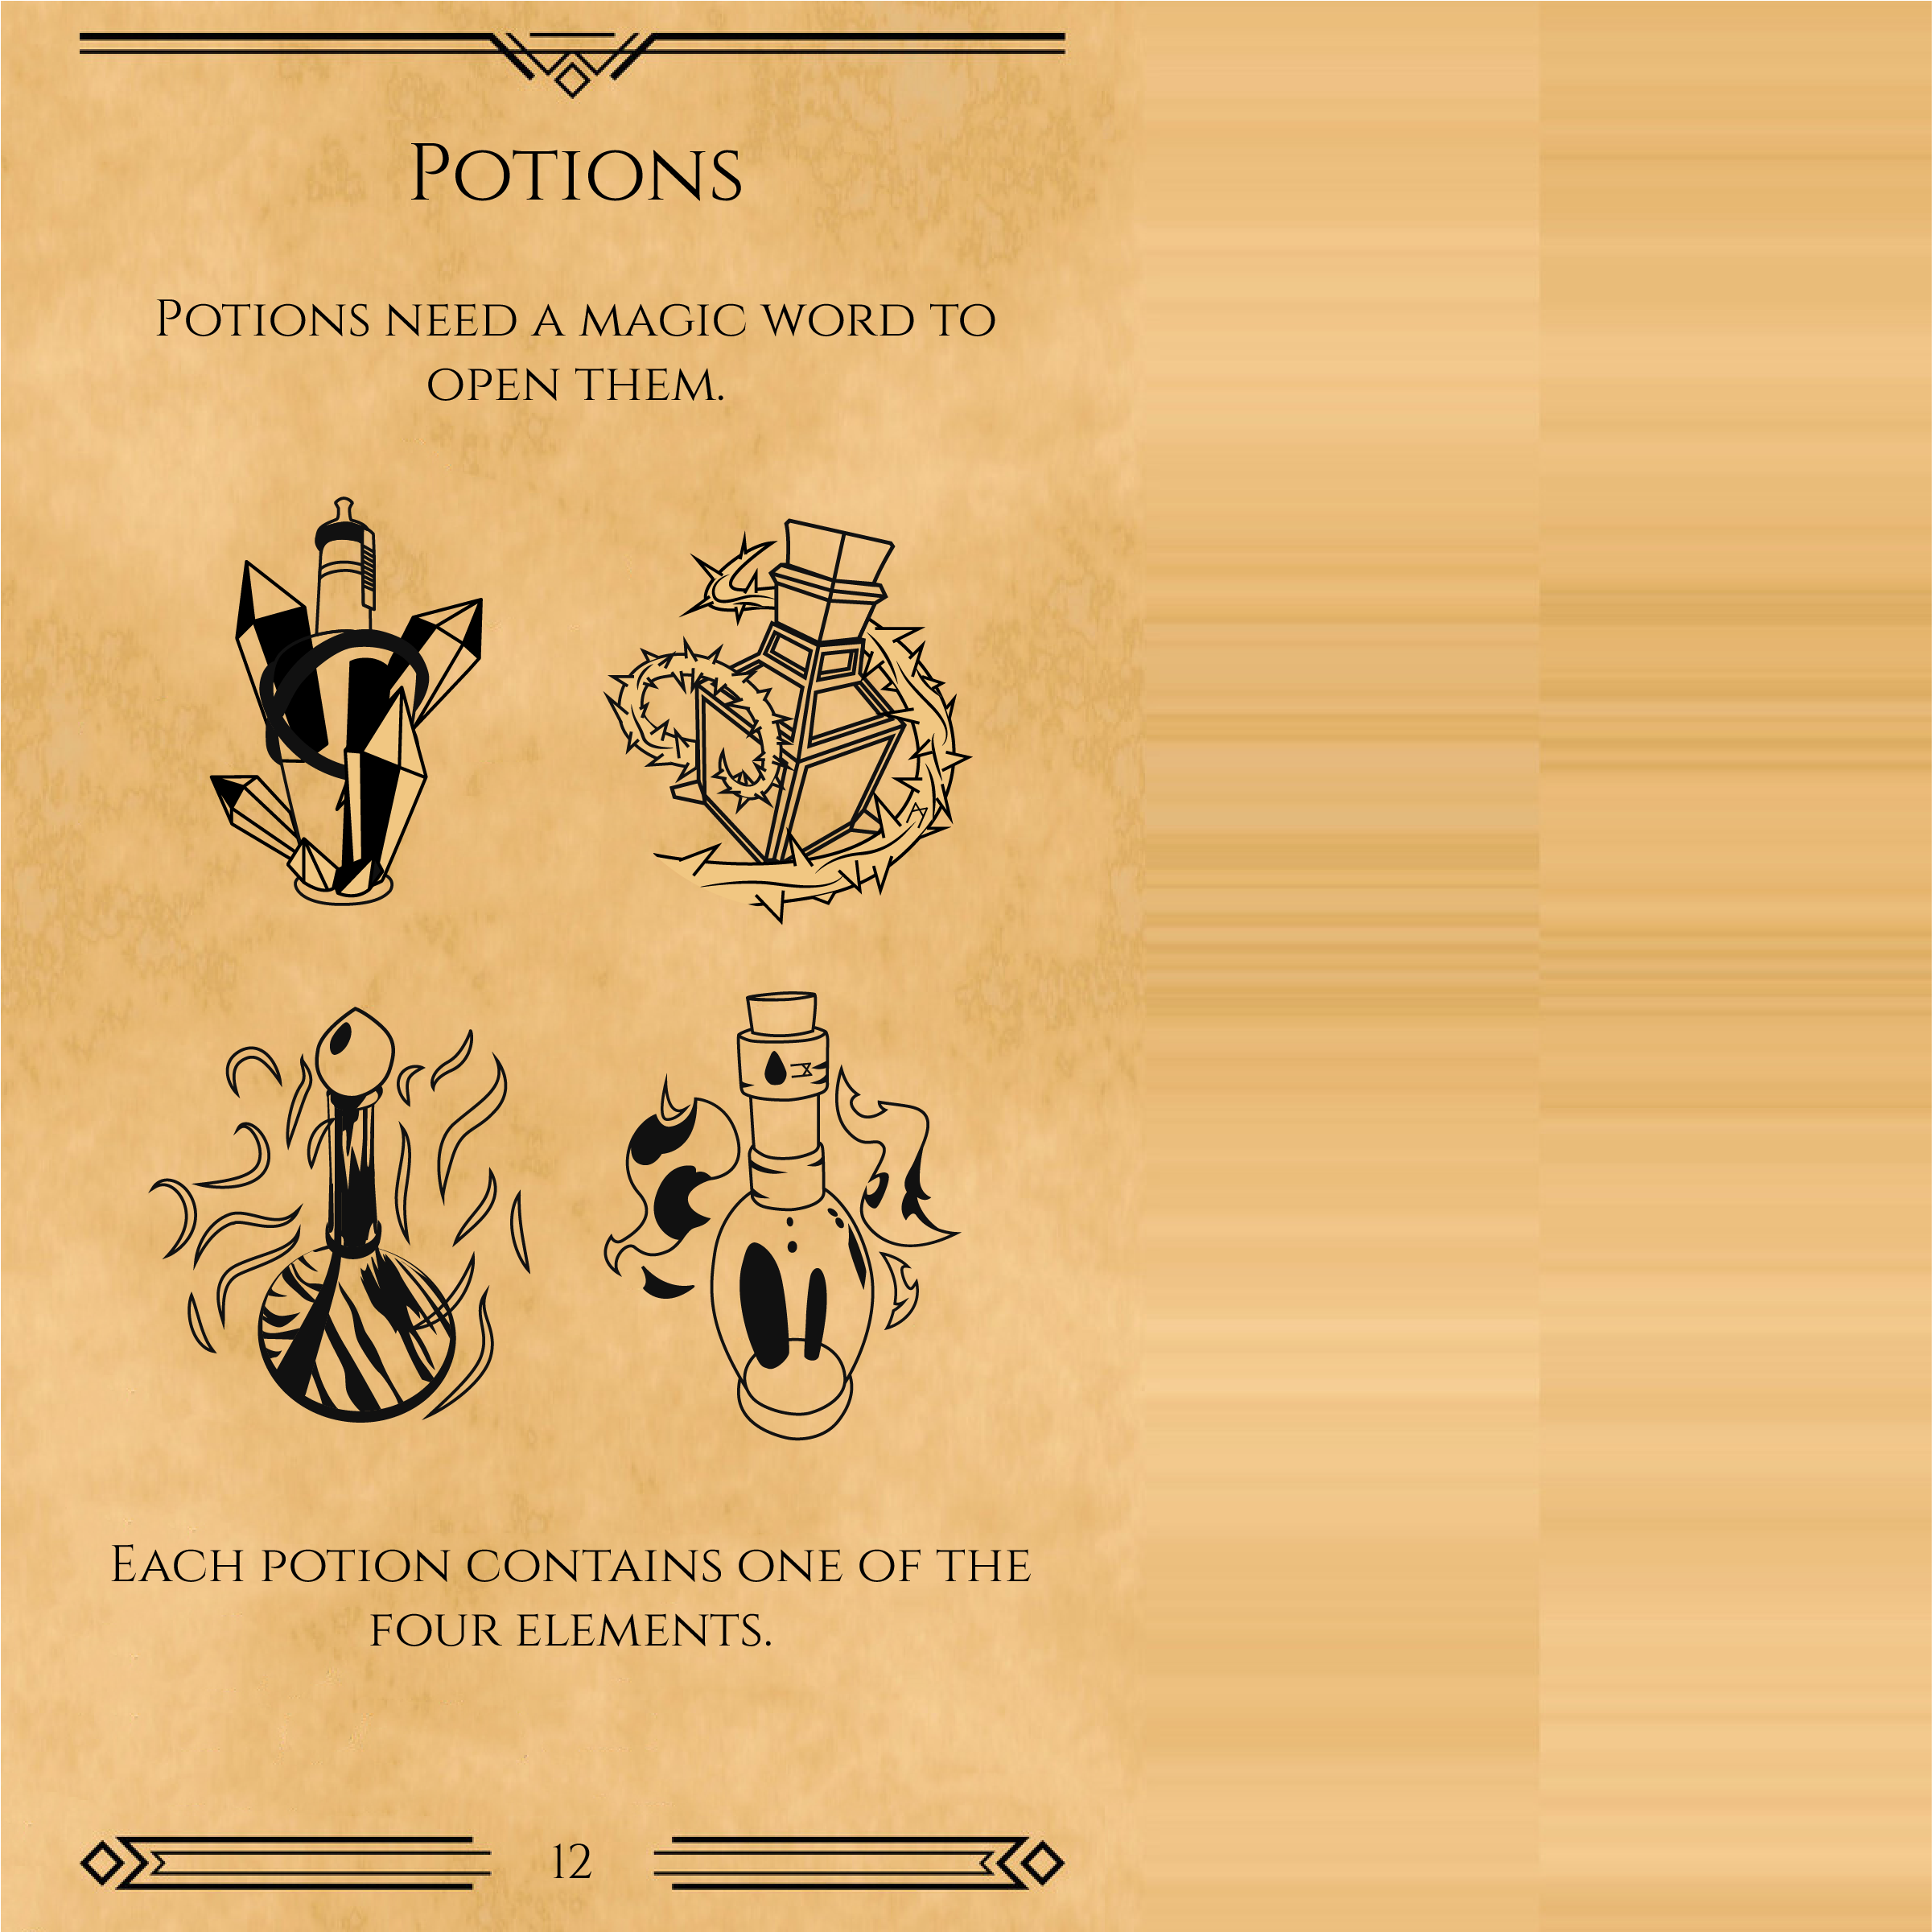 Potions
Potions need a magic word to
open them.
Each potion contains one of the
four elements.
12